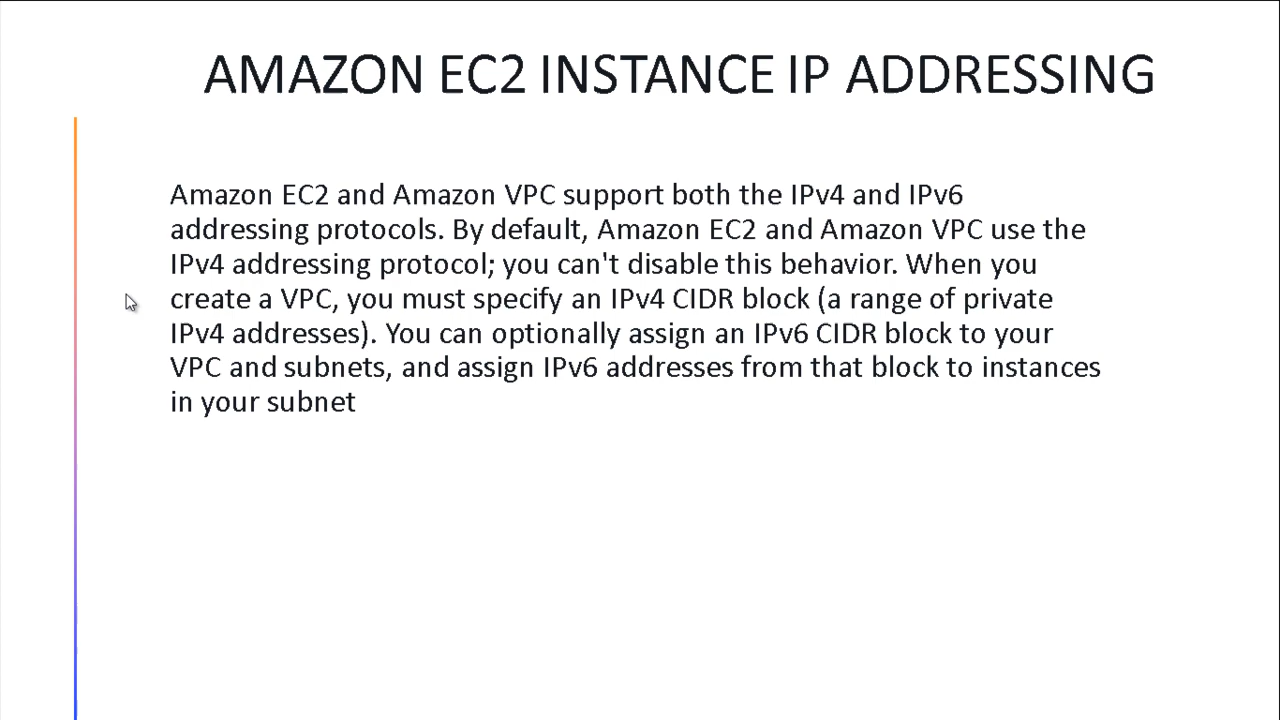 AMAZON EC2 INSTANCE IP ADDRESSING
Amazon EC2 and Amazon VPC support both the IPv4 and IPv6
addressing protocols. By default, Amazon EC2 and Amazon VPC use the
IPv4 addressing protocol; you can't disable this behavior. When you
create a VPC, you must specify an IPv4 CIDR block (a range of private
IPv4 addresses). You can optionally assign an IPv6 CIDR block to your
VPC and subnets, and assign IPv6 addresses from that block to instances
in your subnet